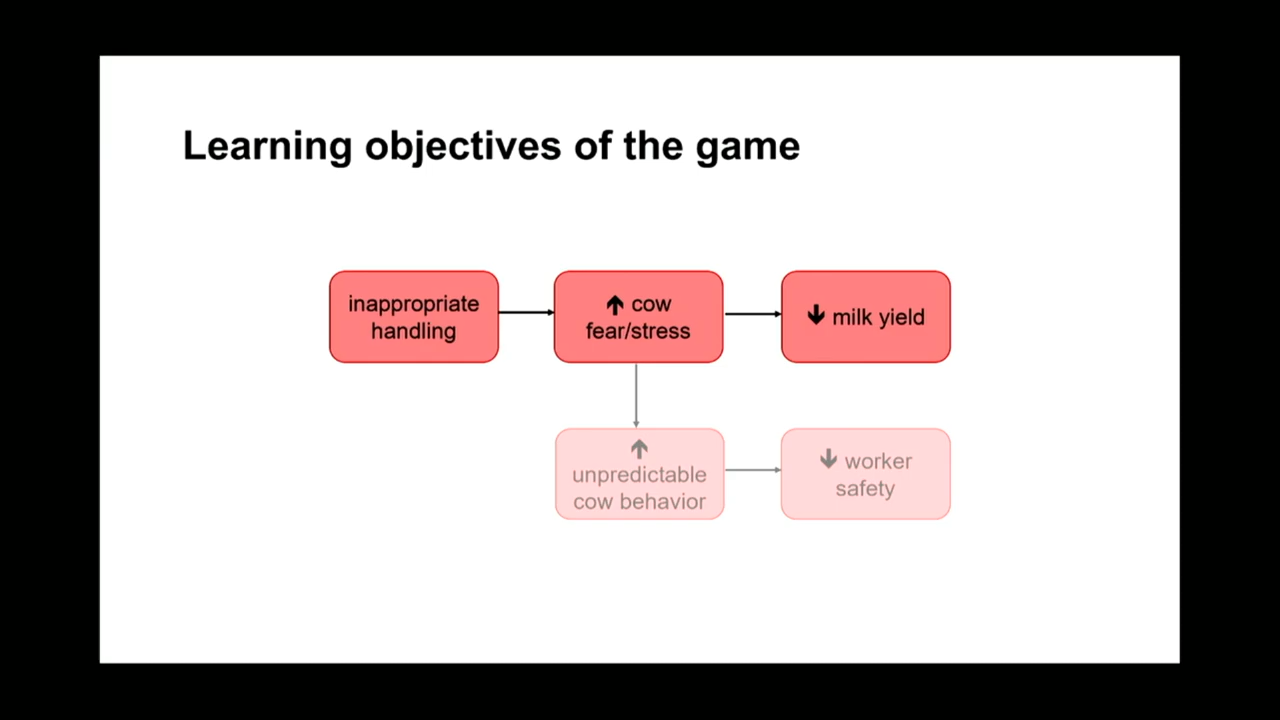 Learning objectives of the game
inappropriate
handling
↑ cow
fear/stress
↓ milk yield
↑
unpredictable
cow behavior
↓ worker
safety